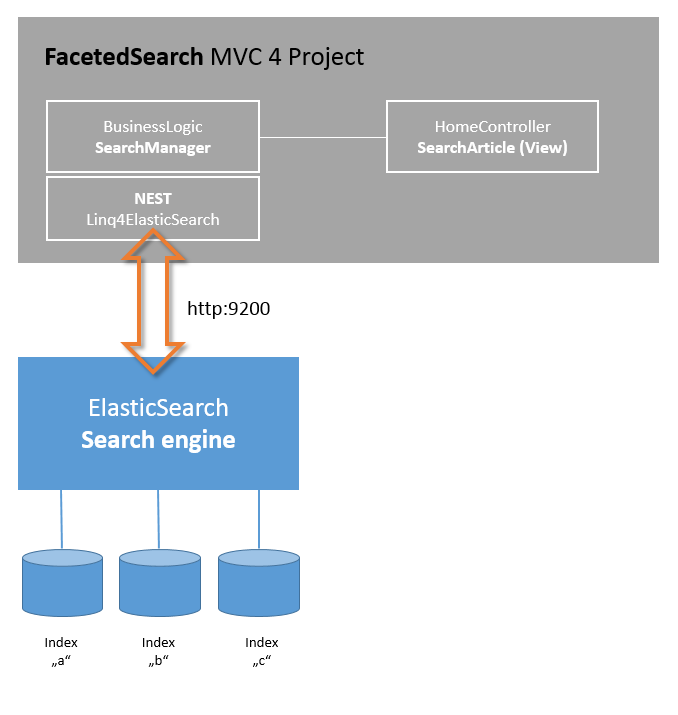 FacetedSearch MVC 4 Project
BusinessLogic
SearchManager
HomeController
SearchArticle (View)
NEST
Linq4ElasticSearch
http:9200
ElasticSearch
Search engine
Index
„a“
Index
„b“
Index
„c“